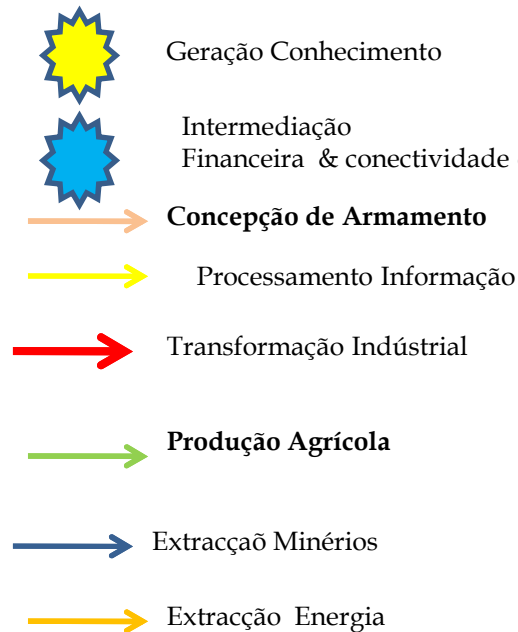 Geração Conhecimento
Intermediação
Financeira & conectividade
Concepção de Armamento
Processamento Informação
Transformação Indústrial
Produção Agrícola
Extracçaõ Minérios
Extracção Energia